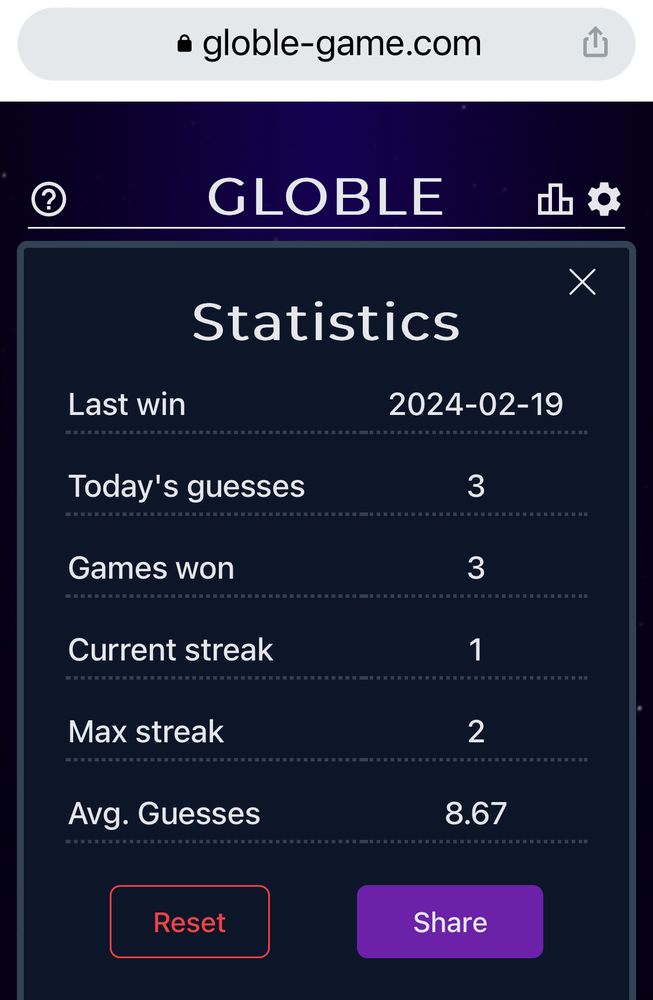 globle-game.com
GLOBLE
Statistics
Last win 2024-02-19
Today's guesses 3
Games won 3
Current streak 1
Max streak 2
Avg. Guesses 8.67
Reset Share